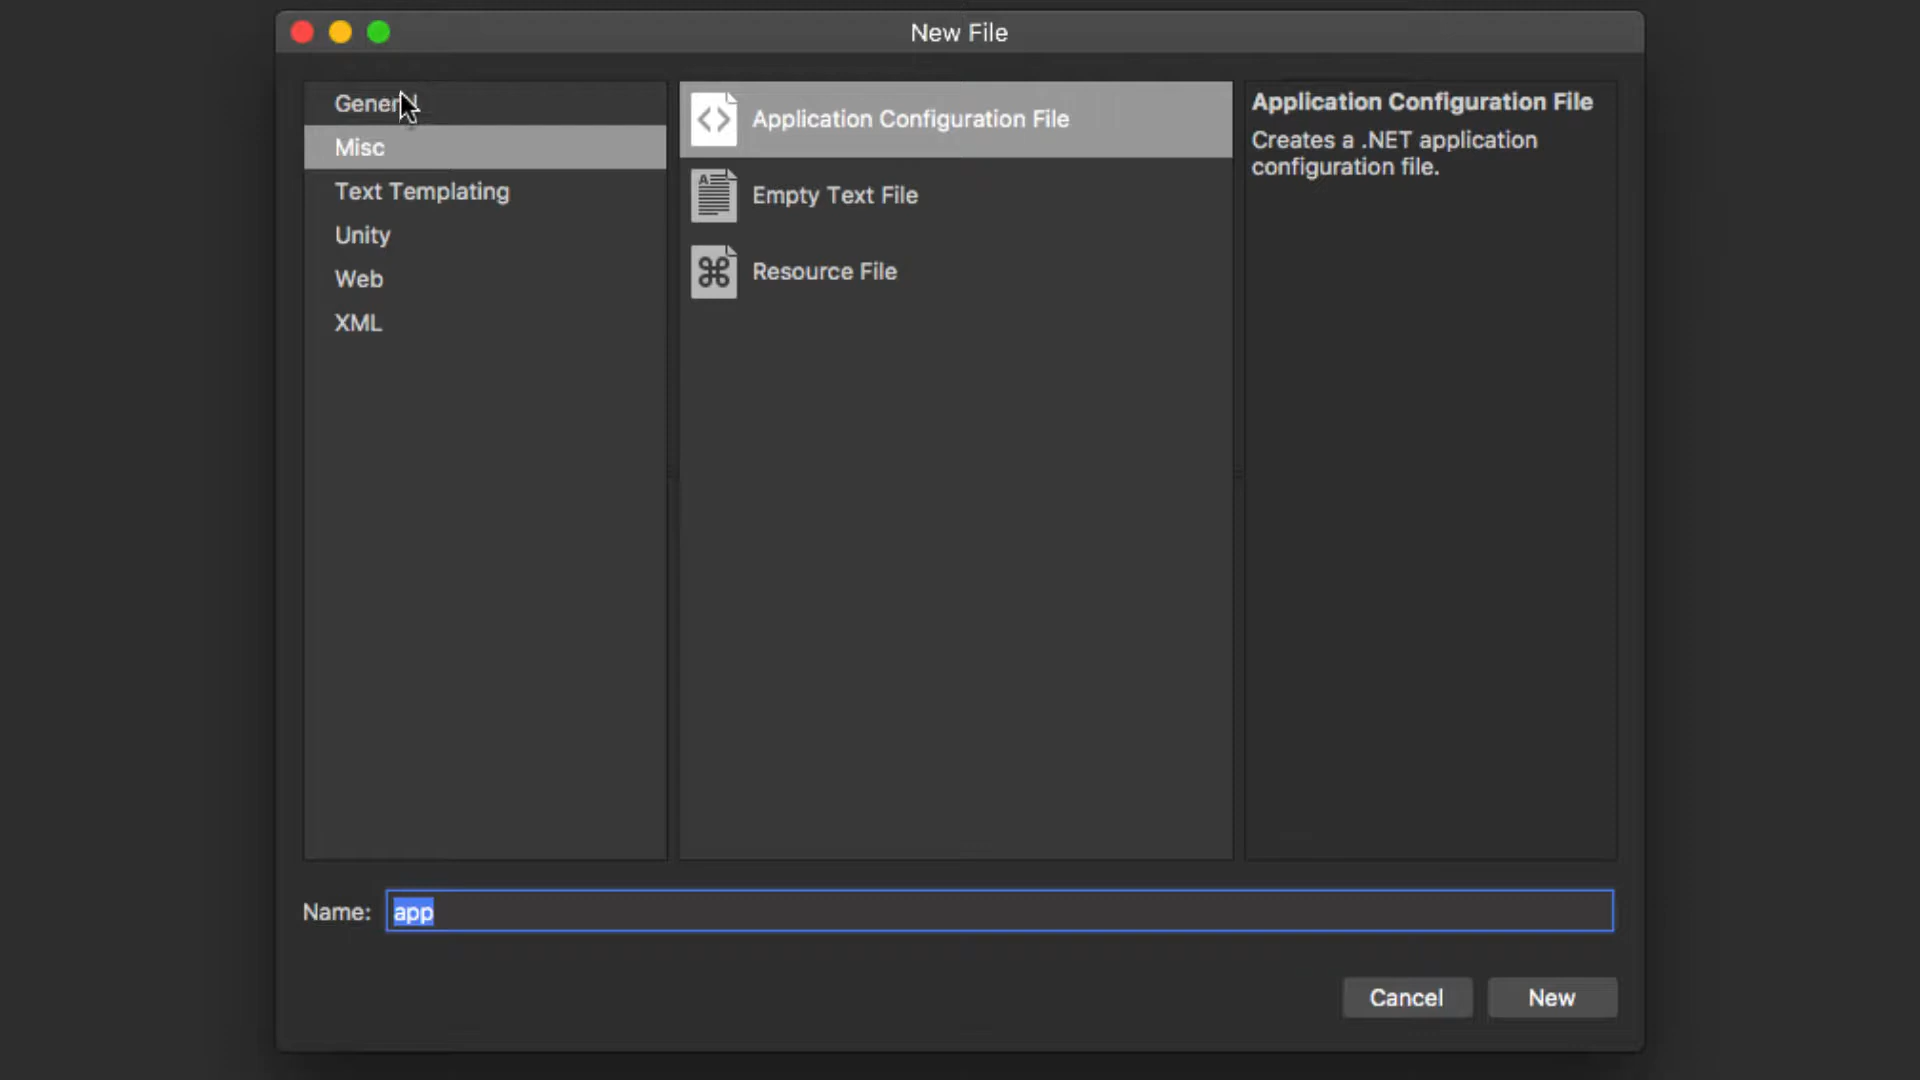 New File
General
Misc
Text Templating
Unity
Web
XML
Application Configuration File
Empty Text File
Resource File
Application Configuration File
Creates a .NET application
configuration file.
Name: app
Cancel
New